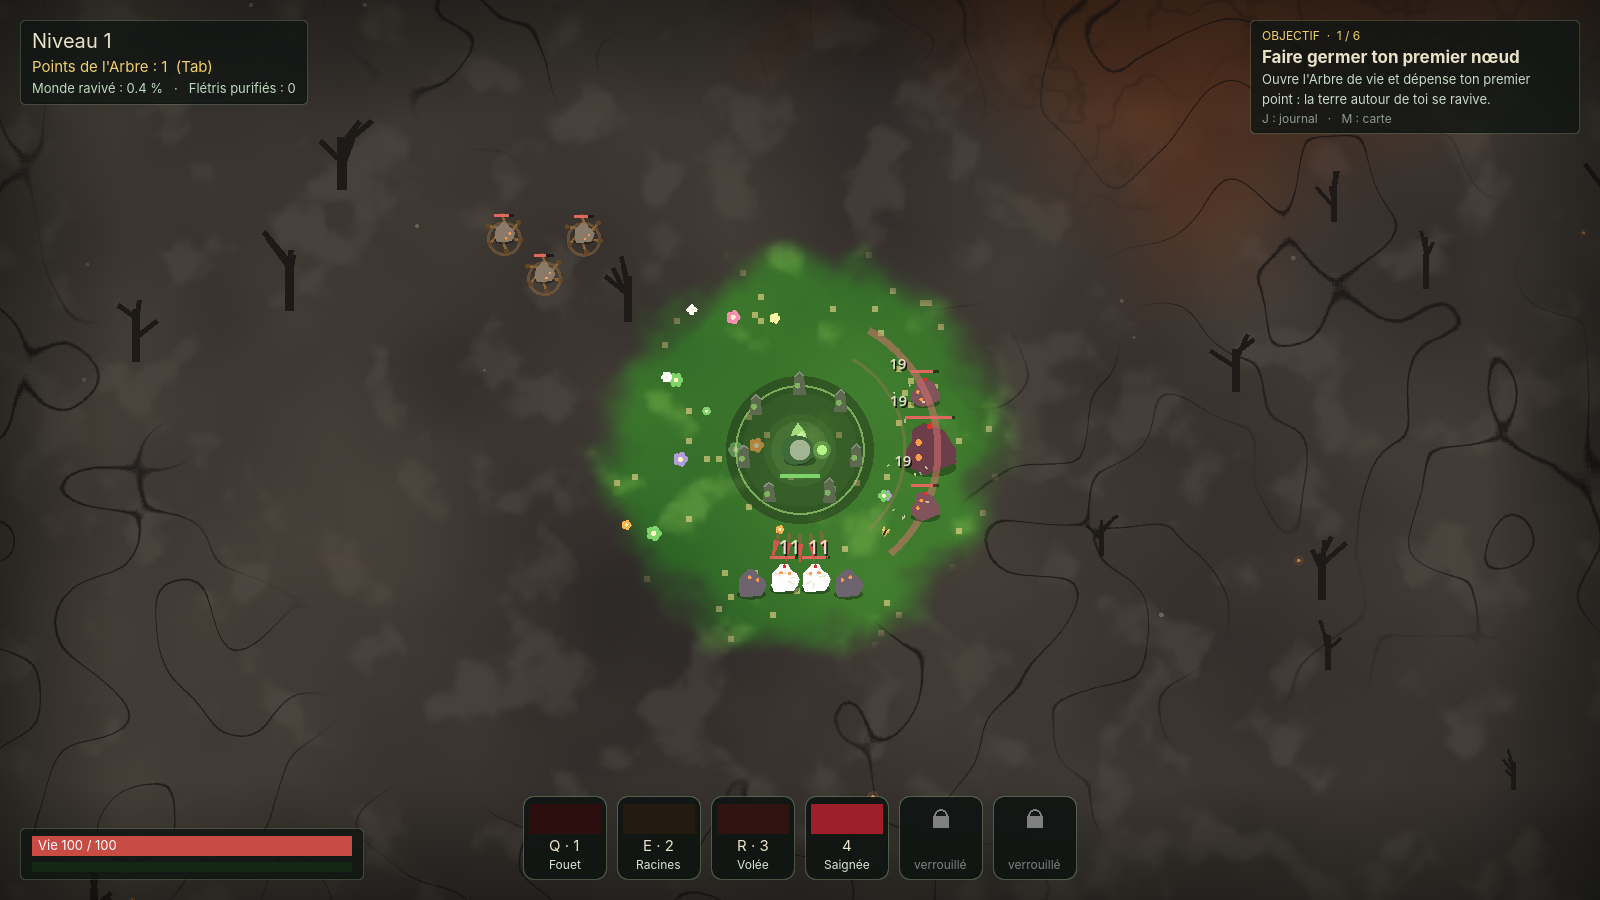 Niveau 1
Points de l'Arbre : 1  (Tab)
Monde ravivé : 0.4 %  ·  Flétris purifiés : 0
OBJECTIF · 1 / 6
Faire germer ton premier nœud
Ouvre l'Arbre de vie et dépense ton premier
point : la terre autour de toi se ravive.
J : journal  ·  M : carte
19
19
19
11 11
Vie 100 / 100
Q · 1
Fouet
E · 2
Racines
R · 3
Volée
4
Saignée
verrouillé
verrouillé